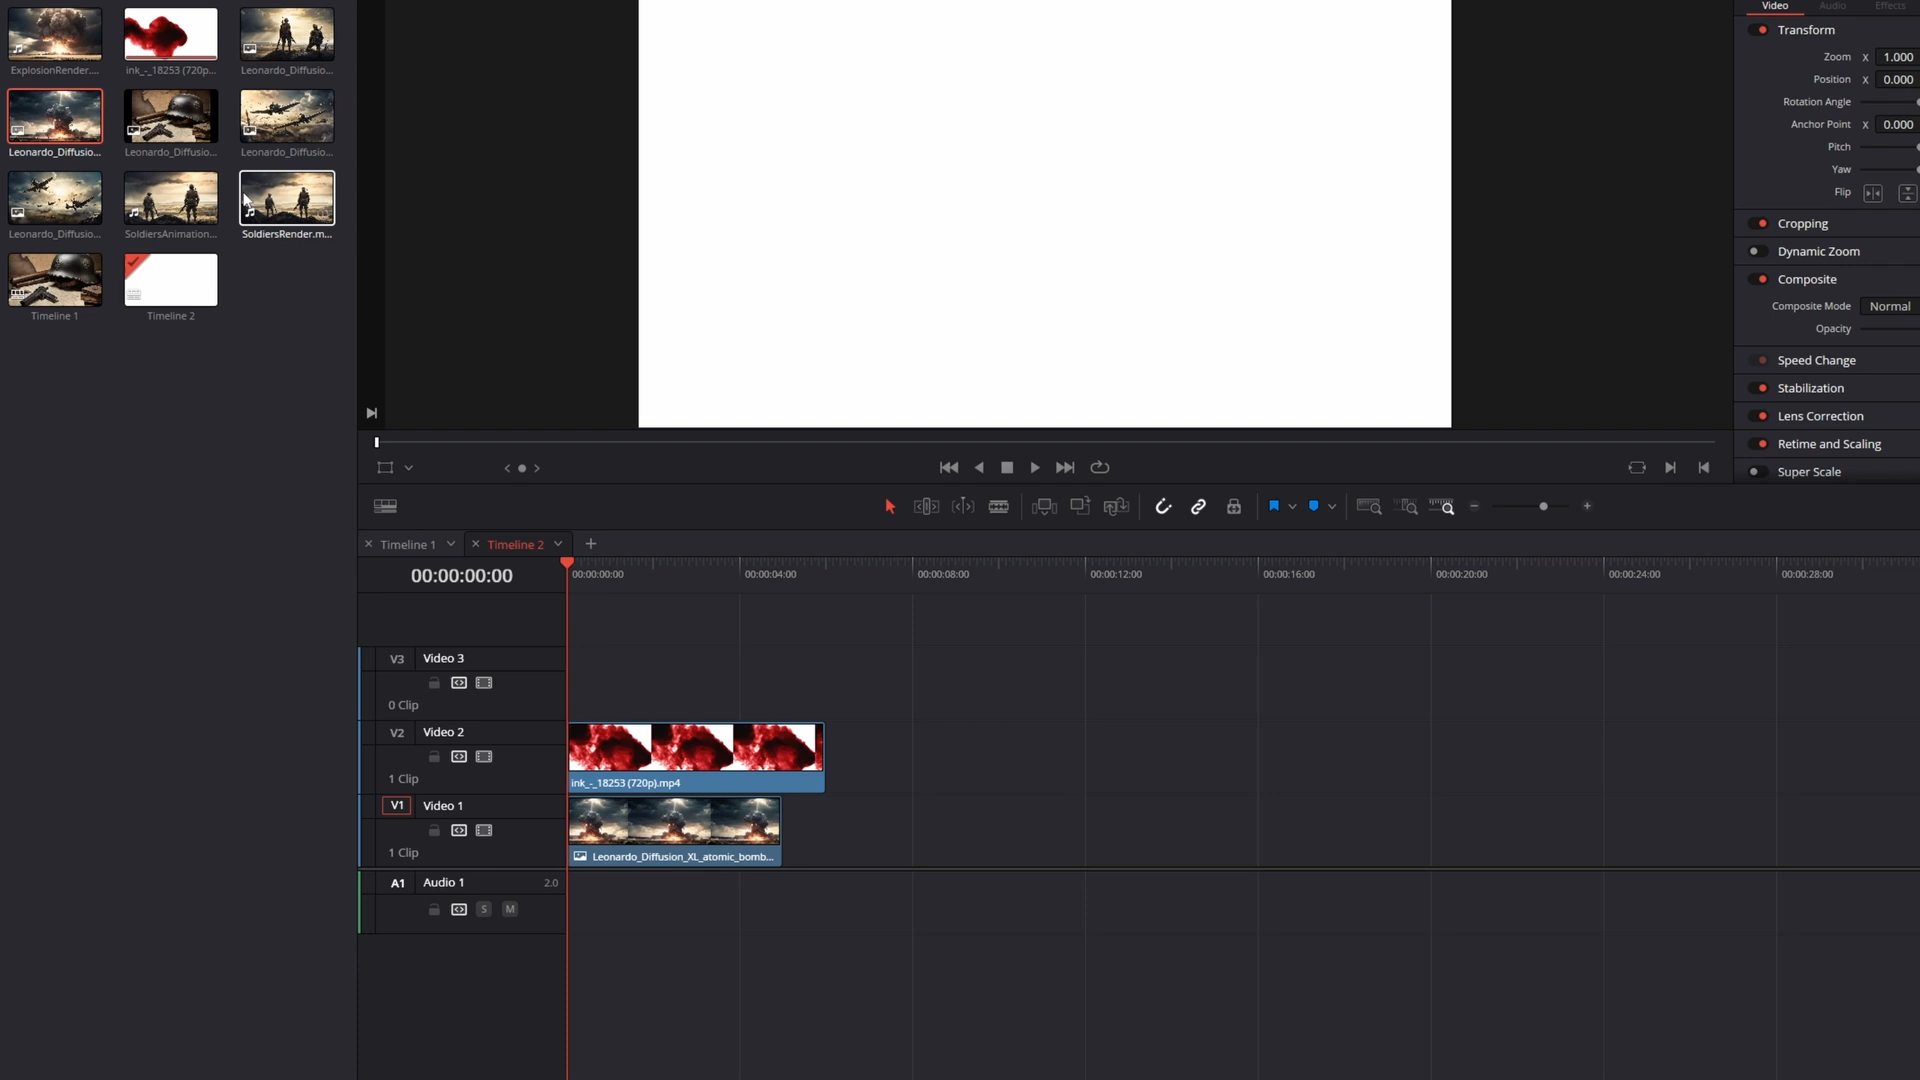 Video Audio Effects
ExplosionRender.... ink_-_18253 (720p... Leonardo_Diffusio...
Leonardo_Diffusio... Leonardo_Diffusio... Leonardo_Diffusio...
Leonardo_Diffusio... SoldiersAnimation... SoldiersRender.m...
Timeline 1 Timeline 2
Transform
Zoom X 1.000
Position X 0.000
Rotation Angle
Anchor Point X 0.000
Pitch
Yaw
Flip
Cropping
Dynamic Zoom
Composite
Composite Mode Normal
Opacity
Speed Change
Stabilization
Lens Correction
Retime and Scaling
Super Scale
Timeline 1 Timeline 2
00:00:00:00
00:00:00:00 00:00:04:00 00:00:08:00 00:00:12:00 00:00:16:00 00:00:20:00 00:00:24:00 00:00:28:00
V3 Video 3
0 Clip
V2 Video 2
1 Clip
ink_-_18253 (720p).mp4
V1 Video 1
1 Clip
Leonardo_Diffusion_XL_atomic_bomb...
A1 Audio 1 2.0
S M